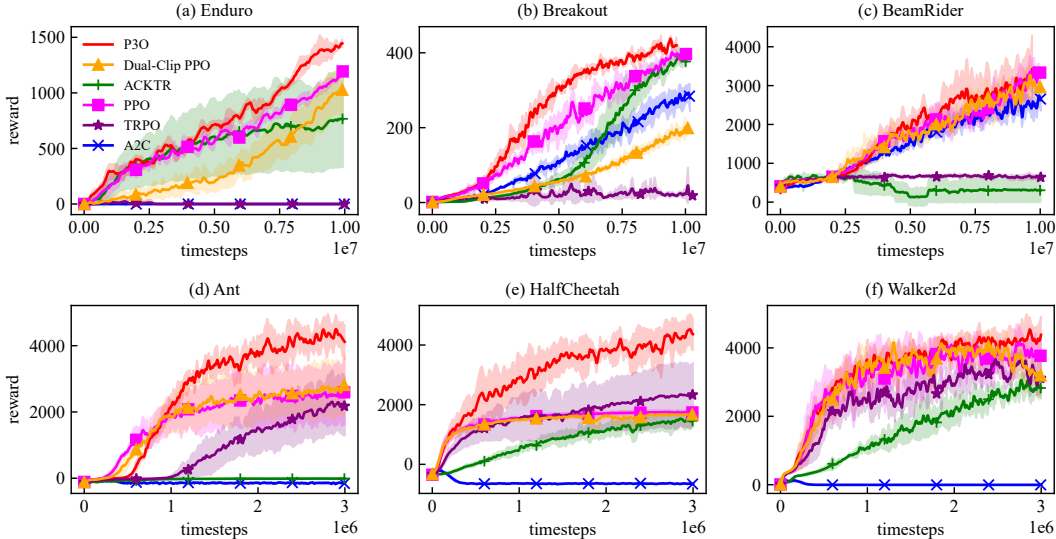 (a) Enduro
(b) Breakout
(c) BeamRider
reward
1500
1000
500
0
P3O
Dual-Clip PPO
ACKTR
PPO
TRPO
A2C
0.00 0.25 0.50 0.75 1.00
timesteps
1e7
400
200
0
0.00 0.25 0.50 0.75 1.00
timesteps
1e7
4000
3000
2000
1000
0
0.00 0.25 0.50 0.75 1.00
timesteps
1e7
(d) Ant
(e) HalfCheetah
(f) Walker2d
reward
4000
2000
0
0 1 2 3
timesteps
1e6
4000
2000
0
0 1 2 3
timesteps
1e6
4000
2000
0
0 1 2 3
timesteps
1e6